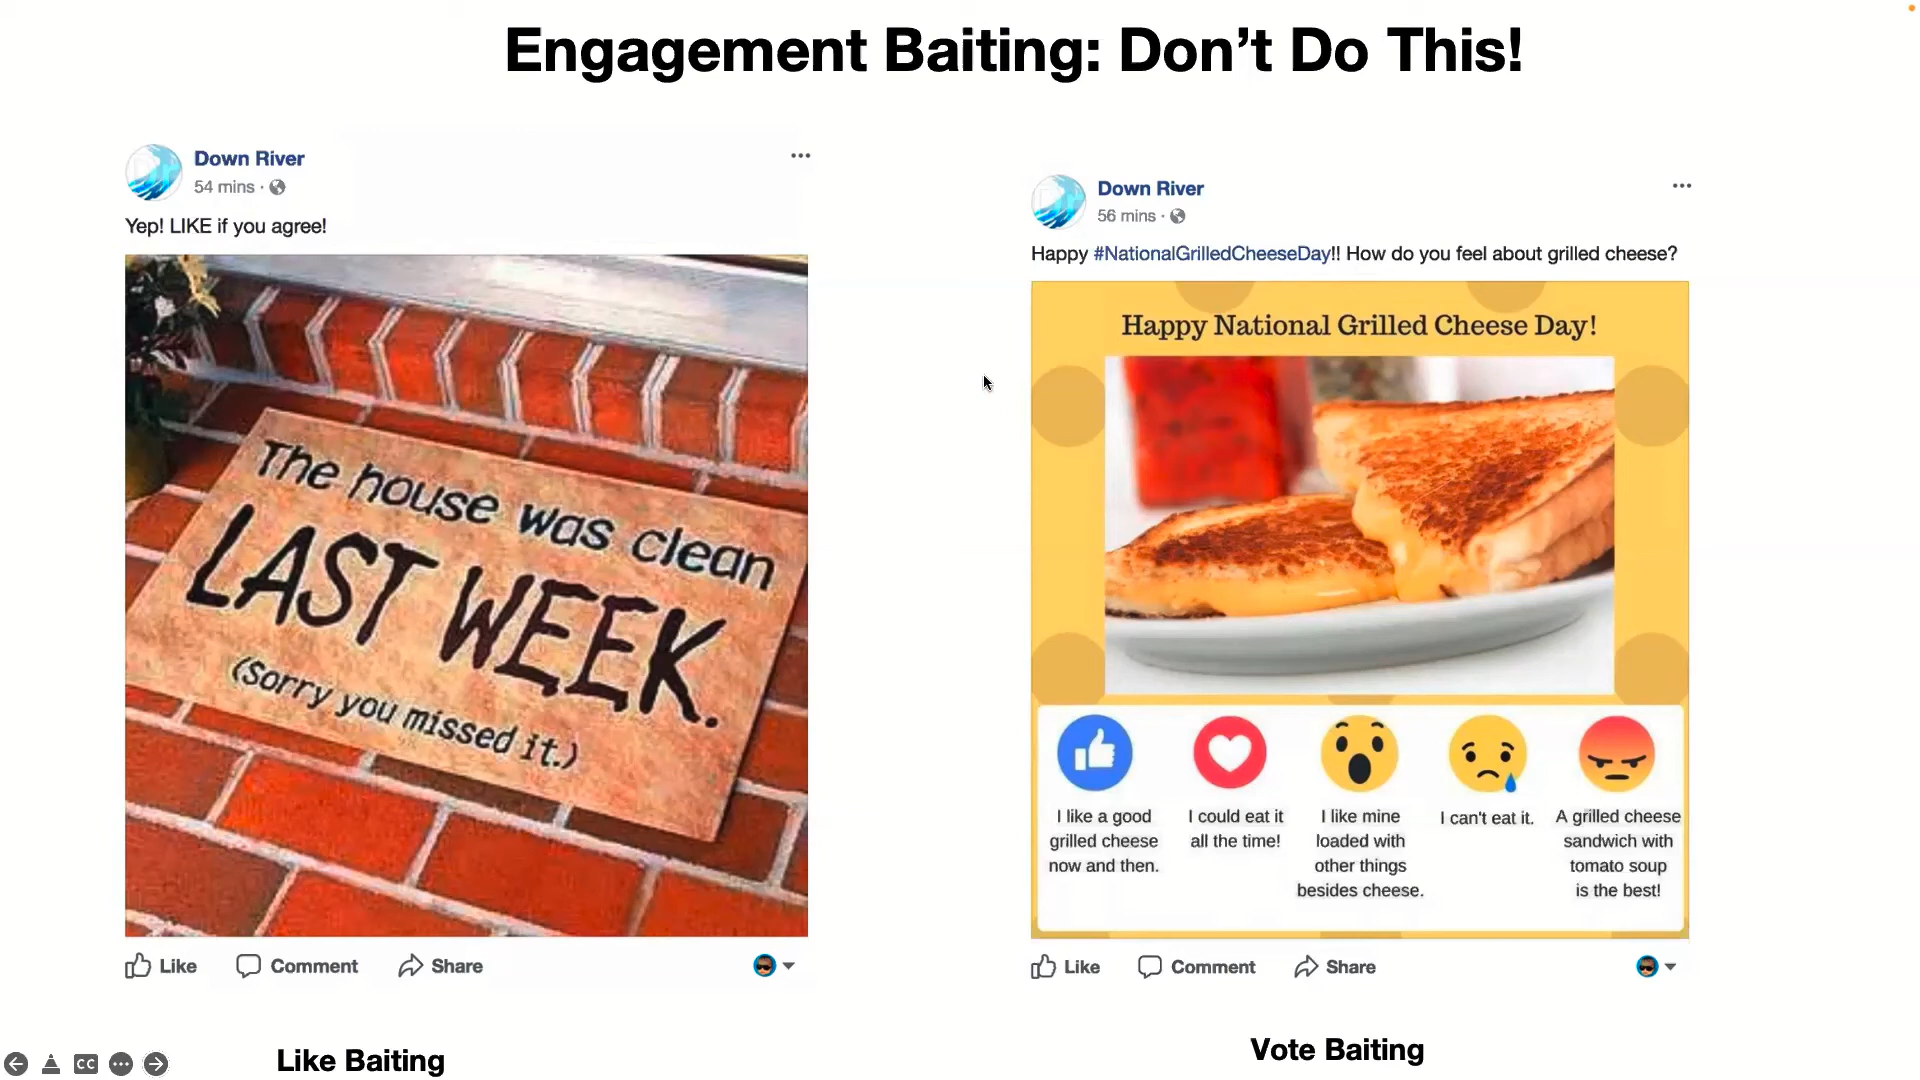 Engagement Baiting: Don't Do This!
Down River
54 mins ·
Yep! LIKE if you agree!
The house was clean
LAST WEEK.
(Sorry you missed it.)
Like
Comment
Share
Like Baiting
Down River
56 mins ·
Happy #NationalGrilledCheeseDay!! How do you feel about grilled cheese?
Happy National Grilled Cheese Day!
I like a good
grilled cheese
now and then.
I could eat it
all the time!
I like mine
loaded with
other things
besides cheese.
I can't eat it.
A grilled cheese
sandwich with
tomato soup
is the best!
Like
Comment
Share
Vote Baiting
CC